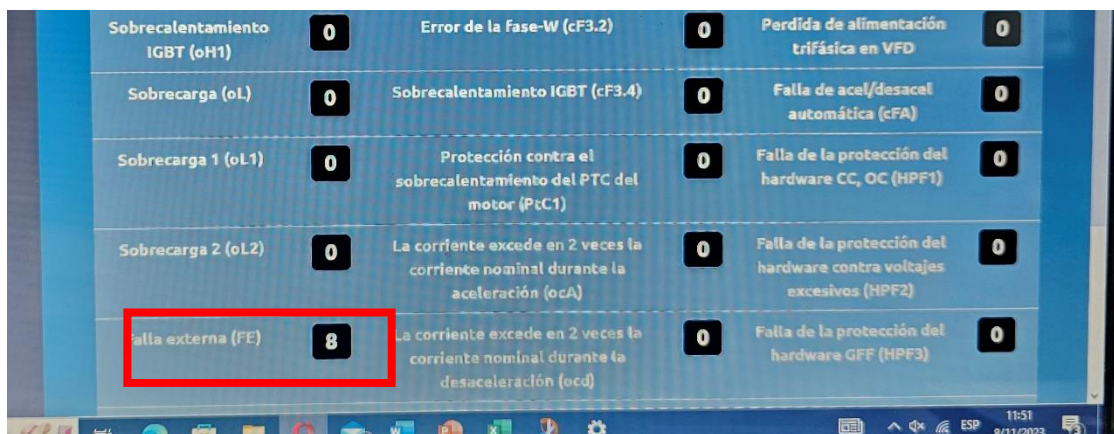 Sobrecalentamiento
IGBT (oH1)
0
Error de la fase-W (cF3.2)
0
Perdida de alimentación
trifásica en VFD
0
Sobrecarga (oL)
0
Sobrecalentamiento IGBT (cF3.4)
0
Falla de acel/desacel
automática (cFA)
0
Sobrecarga 1 (oL1)
0
Protección contra el
sobrecalentamiento del PTC del
motor (PtC1)
0
Falla de la protección del
hardware CC, OC (HPF1)
0
Sobrecarga 2 (oL2)
0
La corriente excede en 2 veces la
corriente nominal durante la
aceleración (ocA)
0
Falla de la protección del
hardware contra voltajes
excesivos (HPF2)
0
alla externa (FE)
8
La corriente excede en 2 veces la
corriente nominal durante la
desaceleración (ocd)
0
Falla de la protección del
hardware GFF (HPF3)
0
ESP
11:51
8/11/2023